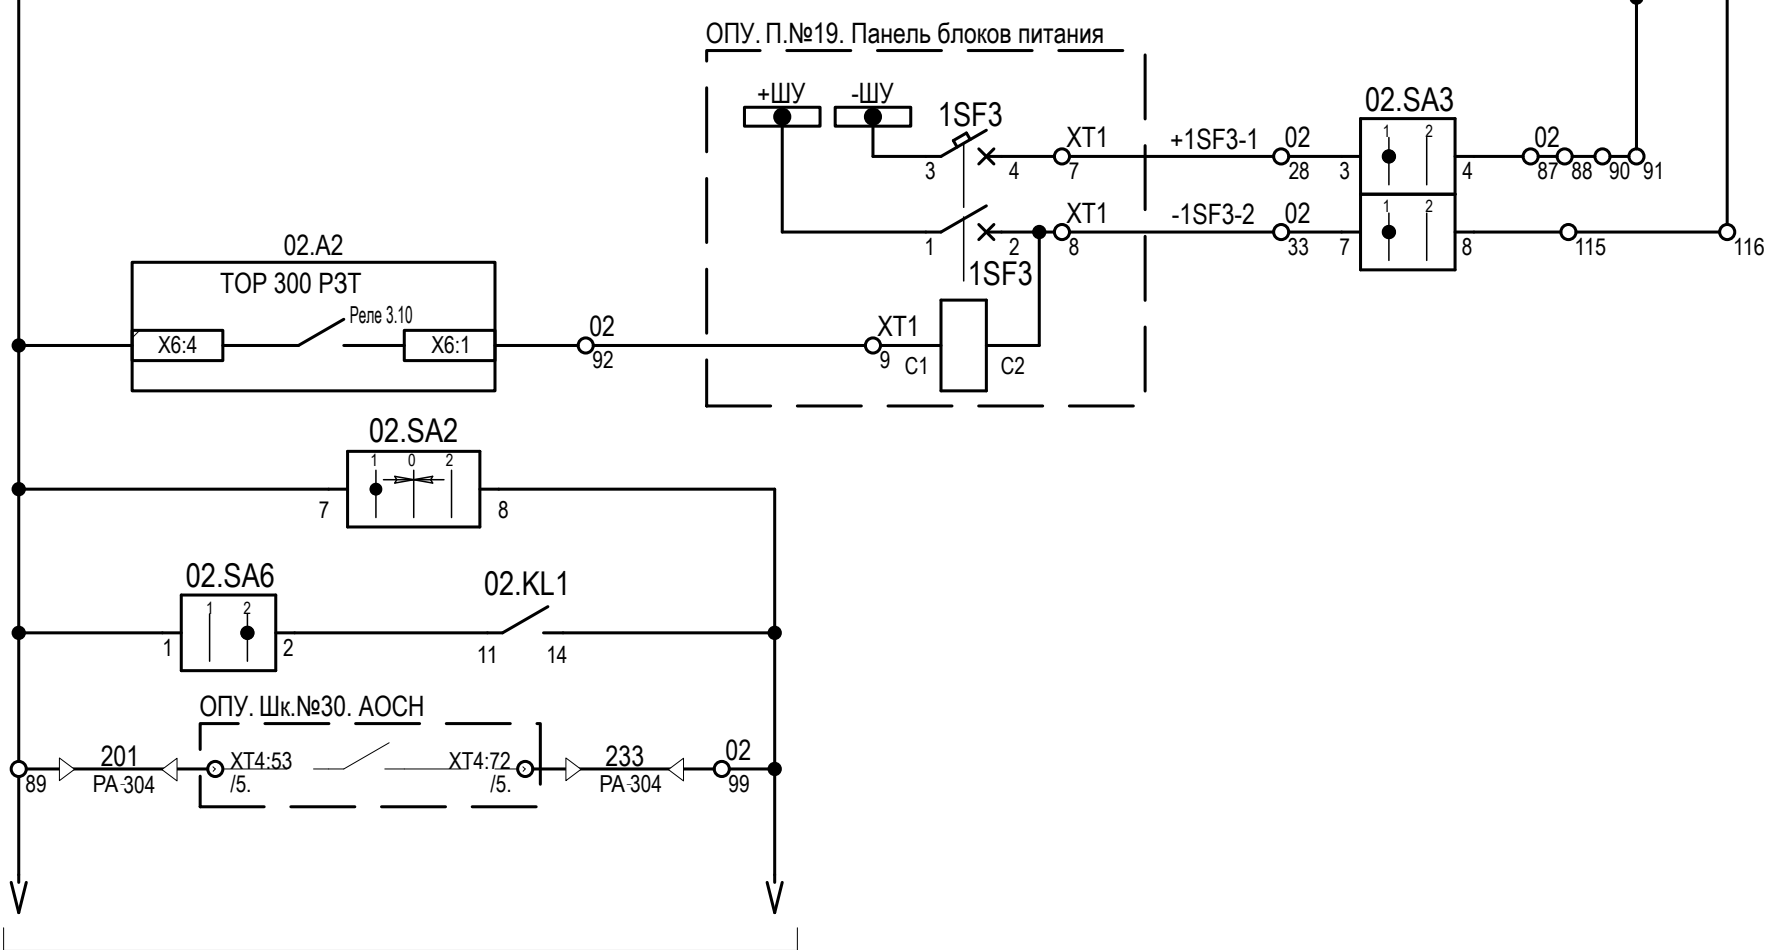 ОПУ. П.№19. Панель блоков питания
+ШУ -ШУ
1SF3
3 4
XT1
7
+1SF3-1
02
28
02.SA3
1 2
3 4
02
87 88 90 91
1 2
XT1
8
-1SF3-2
02
33
1 2
7 8
115 116
1SF3
02.A2
ТОР 300 РЗТ
Реле 3.10
X6:4 X6:1
02
92
XT1
9
C1 C2
02.SA2
1 0 2
7 8
02.SA6
1 2
1 2
02.KL1
11 14
ОПУ. Шк.№30. АОСН
89
201
РА-304
XT4:53
/5.
XT4:72
/5.
233
РА-304
02
99